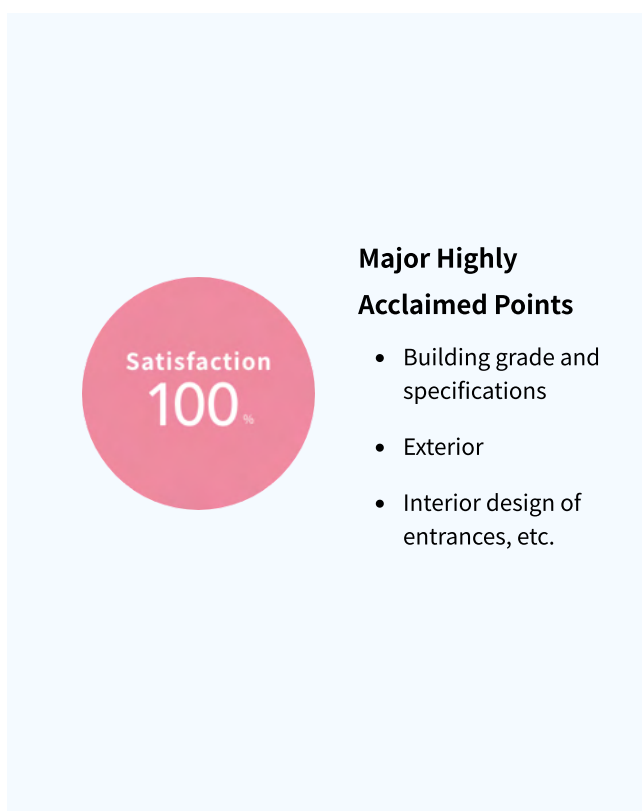 Satisfaction
100%
Major Highly
Acclaimed Points
• Building grade and
specifications
• Exterior
• Interior design of
entrances, etc.